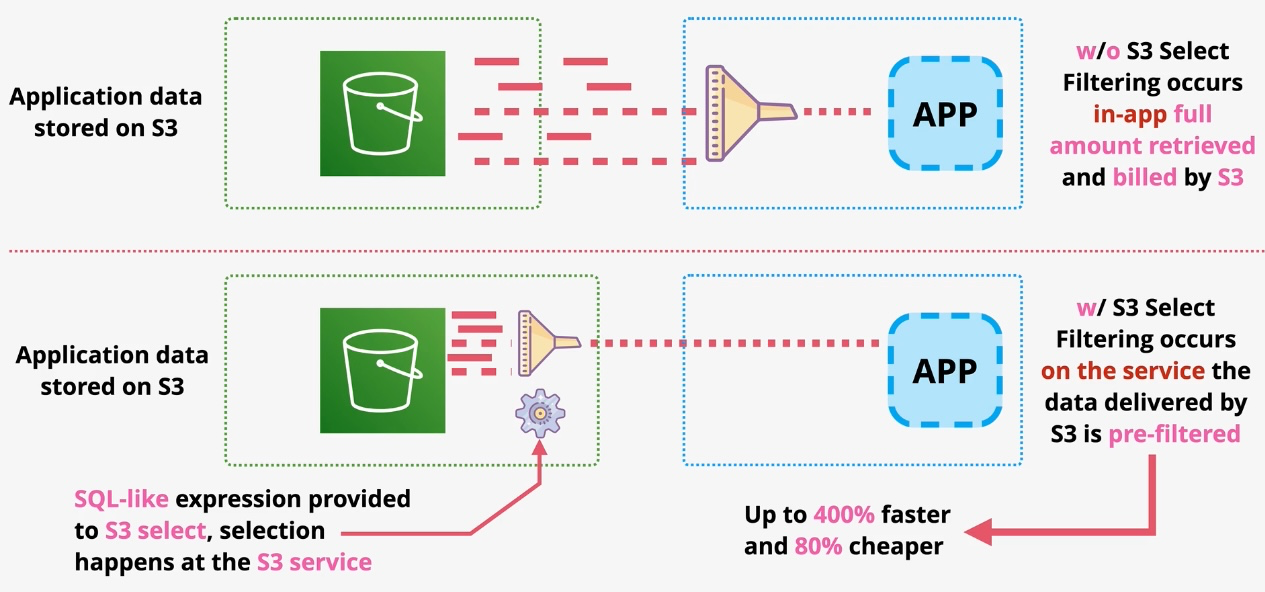 Application data
stored on S3
APP
w/o S3 Select
Filtering occurs
in-app full
amount retrieved
and billed by S3
Application data
stored on S3
APP
w/ S3 Select
Filtering occurs
on the service the
data delivered by
S3 is pre-filtered
SQL-like expression provided
to S3 select, selection
happens at the S3 service
Up to 400% faster
and 80% cheaper